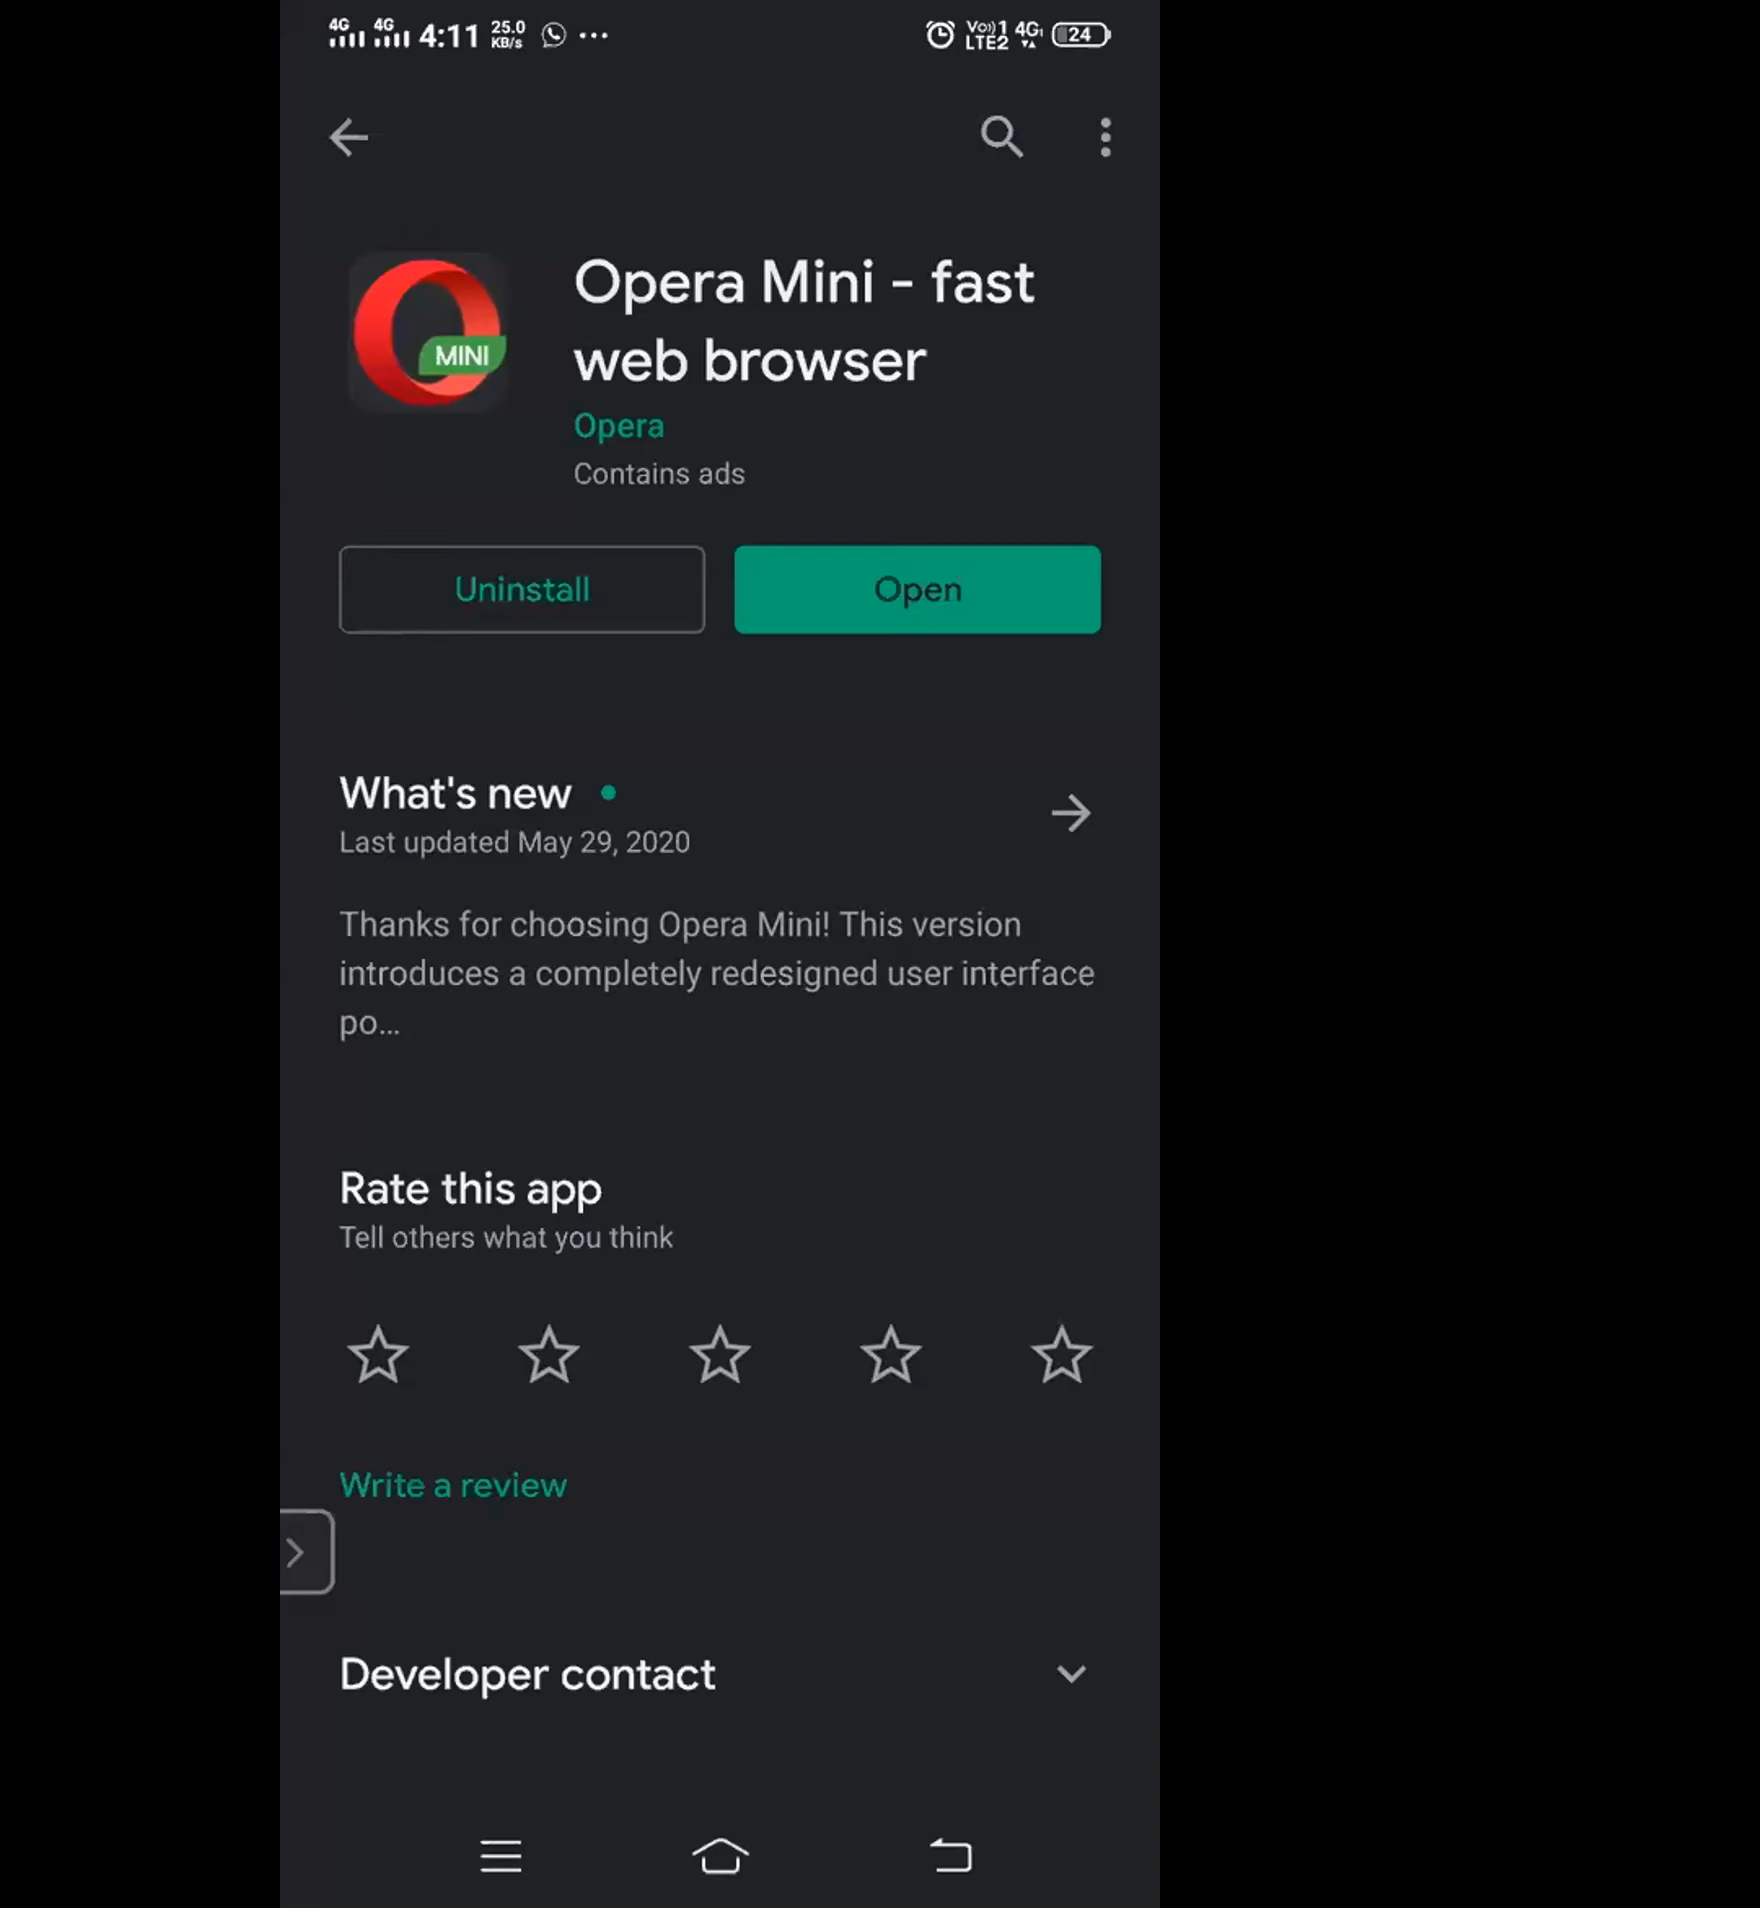 4G 4G 4:11 25.0 KB/s Vo))1 LTE2 4G 24
Opera Mini - fast
web browser
MINI
Opera
Contains ads
Uninstall Open
What's new
Last updated May 29, 2020
Thanks for choosing Opera Mini! This version
introduces a completely redesigned user interface
po...
Rate this app
Tell others what you think
Write a review
Developer contact